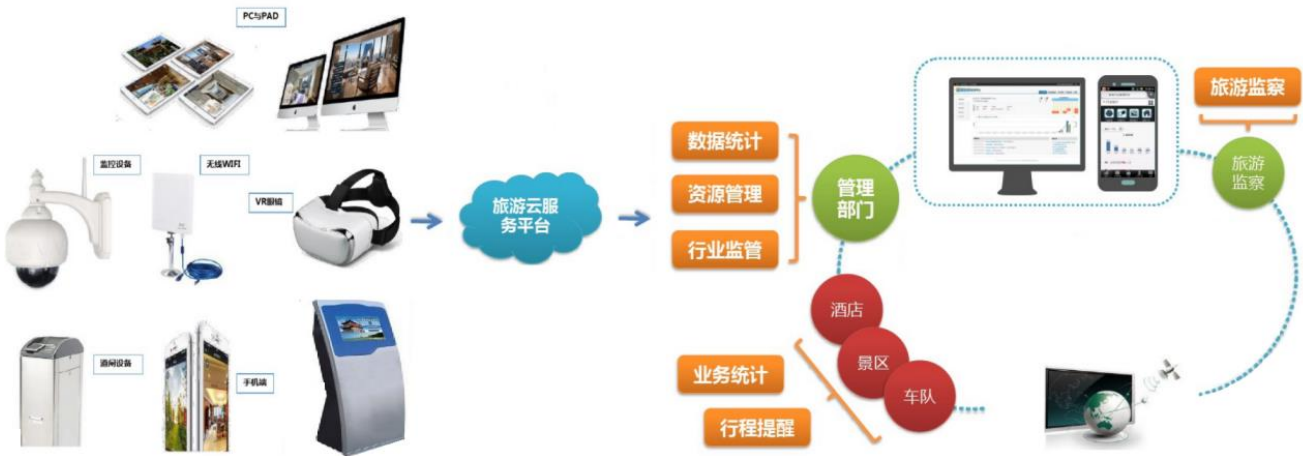 PC与PAD
监控设备
无线WIFI
VR眼镜
道闸设备
手机端
旅游云服
务平台
数据统计
资源管理
行业监管
管理
部门
酒店
景区
车队
业务统计
行程提醒
旅游监察
旅游
监察